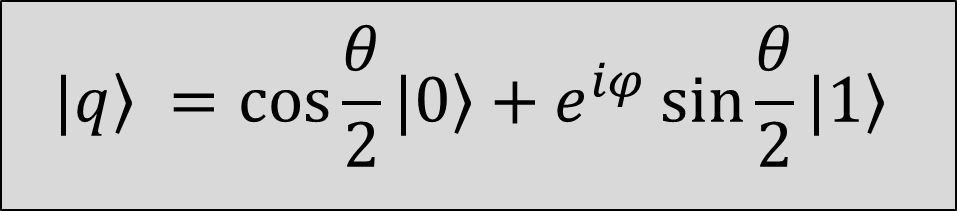 |q⟩ = cos θ/2 |0⟩ + e^{iφ} sin θ/2 |1⟩